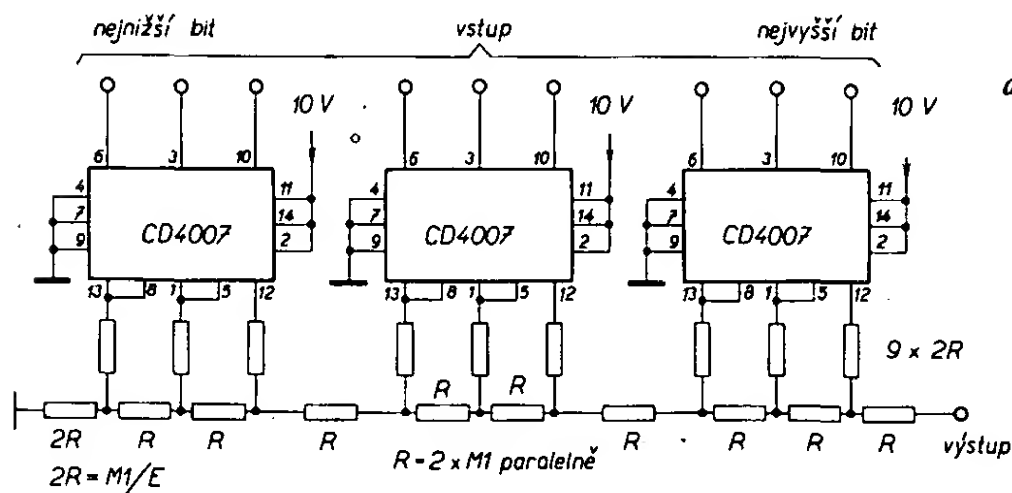 nejnižší bit vstup nejvyšší bit
a
10 V 10 V 10 V
6 3 10 6 3 10 6 3 10
4 11 4 11 4 11
7 CD4007 14 7 CD4007 14 7 CD4007 14
9 2 9 2 9 2
13 8 1 5 12 13 8 1 5 12 13 8 1 5 12
9 x 2R
R R
2R R R R R R R R
výstup
2R = M1/E
R = 2 x M1 paralelně